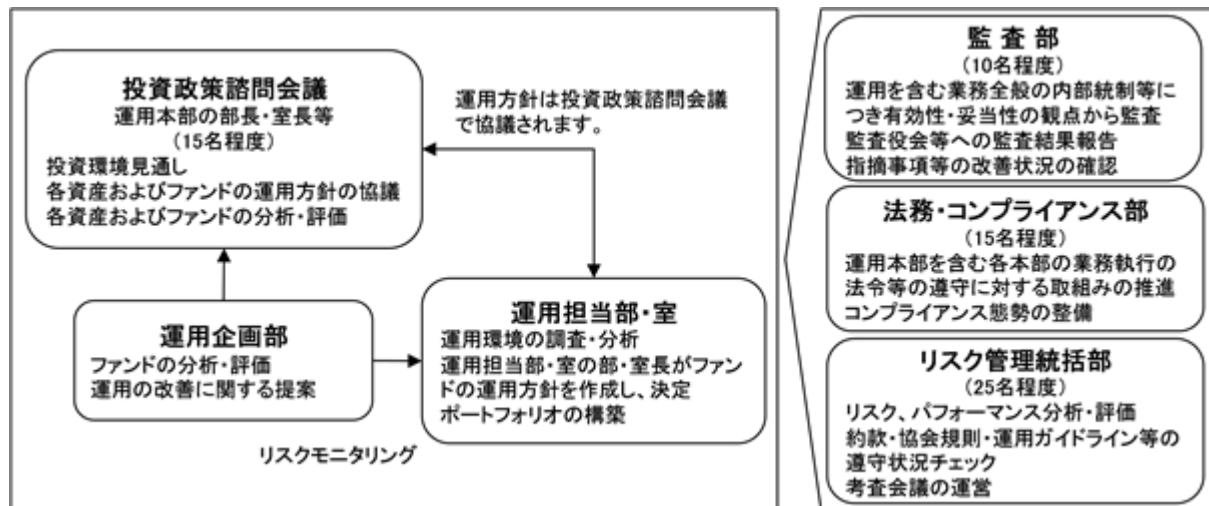 投資政策諮問会議
運用本部の部長・室長等
(15名程度)
投資環境見通し
各資産およびファンドの運用方針の協議
各資産およびファンドの分析・評価
運用方針は投資政策諮問会議
で協議されます。
運用企画部
ファンドの分析・評価
運用の改善に関する提案
運用担当部・室
運用環境の調査・分析
運用担当部・室の部・室長がファン
ドの運用方針を作成し、決定
ポートフォリオの構築
リスクモニタリング
監 査 部
(10名程度)
運用を含む業務全般の内部統制等に
つき有効性・妥当性の観点から監査
監査役会等への監査結果報告
指摘事項等の改善状況の確認
法務・コンプライアンス部
(15名程度)
運用本部を含む各本部の業務執行の
法令等の遵守に対する取組みの推進
コンプライアンス態勢の整備
リスク管理統括部
(25名程度)
リスク、パフォーマンス分析・評価
約款・協会規則・運用ガイドライン等の
遵守状況チェック
考査会議の運営